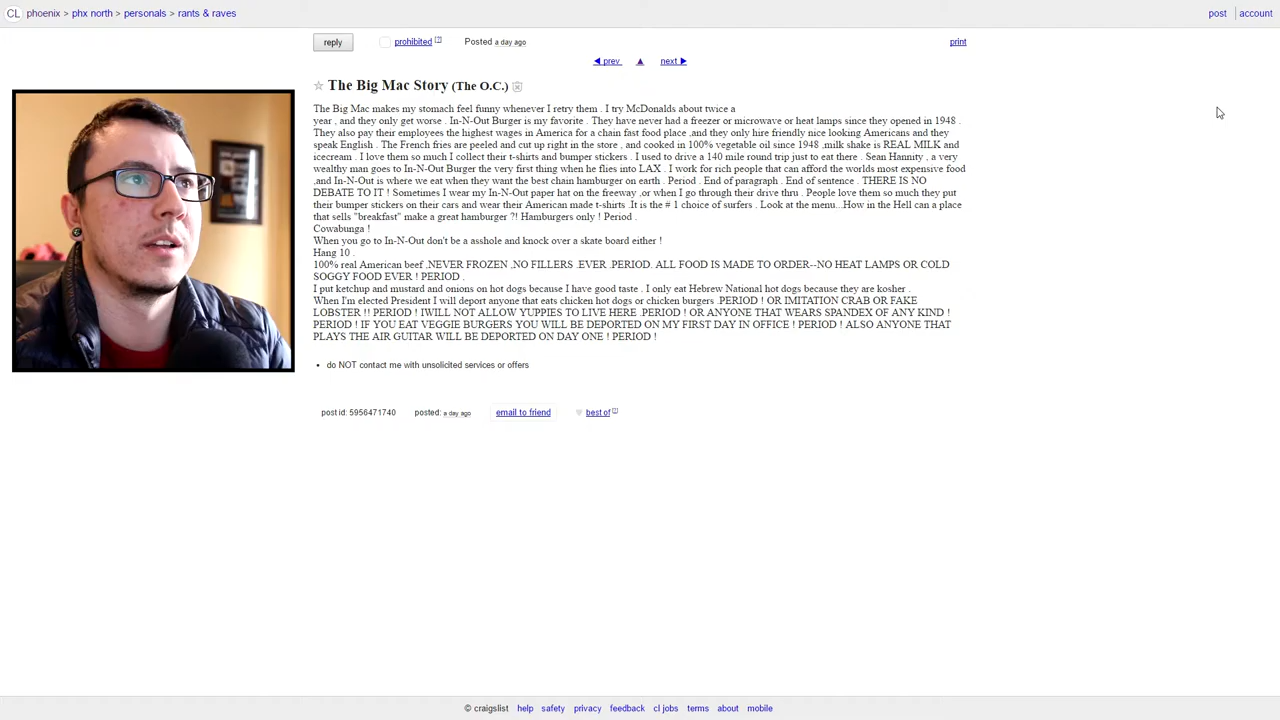 CL phoenix > phx north > personals > rants & raves
post account
reply prohibited [?] Posted a day ago print
◀ prev ▲ next ▶
☆ The Big Mac Story (The O.C.)
The Big Mac makes my stomach feel funny whenever I retry them . I try McDonalds about twice a
year , and they only get worse . In-N-Out Burger is my favorite . They have never had a freezer or microwave or heat lamps since they opened in 1948 .
They also pay their employees the highest wages in America for a chain fast food place ,and they only hire friendly nice looking Americans and they
speak English . The French fries are peeled and cut up right in the store , and cooked in 100% vegetable oil since 1948 ,milk shake is REAL MILK and
icecream . I love them so much I collect their t-shirts and bumper stickers . I used to drive a 140 mile round trip just to eat there . Sean Hannity , a very
wealthy man goes to In-N-Out Burger the very first thing when he flies into LAX . I work for rich people that can afford the worlds most expensive food
,and In-N-Out is where we eat when they want the best chain hamburger on earth . Period . End of paragraph . End of sentence . THERE IS NO
DEBATE TO IT ! Sometimes I wear my In-N-Out paper hat on the freeway ,or when I go through their drive thru . People love them so much they put
their bumper stickers on their cars and wear their American made t-shirts .It is the # 1 choice of surfers . Look at the menu...How in the Hell can a place
that sells "breakfast" make a great hamburger ?! Hamburgers only ! Period .
Cowabunga !
When you go to In-N-Out don't be a asshole and knock over a skate board either !
Hang 10 .
100% real American beef ,NEVER FROZEN ,NO FILLERS .EVER .PERIOD. ALL FOOD IS MADE TO ORDER--NO HEAT LAMPS OR COLD
SOGGY FOOD EVER ! PERIOD .
I put ketchup and mustard and onions on hot dogs because I have good taste . I only eat Hebrew National hot dogs because they are kosher .
When I'm elected President I will deport anyone that eats chicken hot dogs or chicken burgers .PERIOD ! OR IMITATION CRAB OR FAKE
LOBSTER !! PERIOD ! IWILL NOT ALLOW YUPPIES TO LIVE HERE .PERIOD ! OR ANYONE THAT WEARS SPANDEX OF ANY KIND !
PERIOD ! IF YOU EAT VEGGIE BURGERS YOU WILL BE DEPORTED ON MY FIRST DAY IN OFFICE ! PERIOD ! ALSO ANYONE THAT
PLAYS THE AIR GUITAR WILL BE DEPORTED ON DAY ONE ! PERIOD !
• do NOT contact me with unsolicited services or offers
post id: 5956471740 posted: a day ago email to friend ♥ best of [?]
© craigslist help safety privacy feedback cl jobs terms about mobile